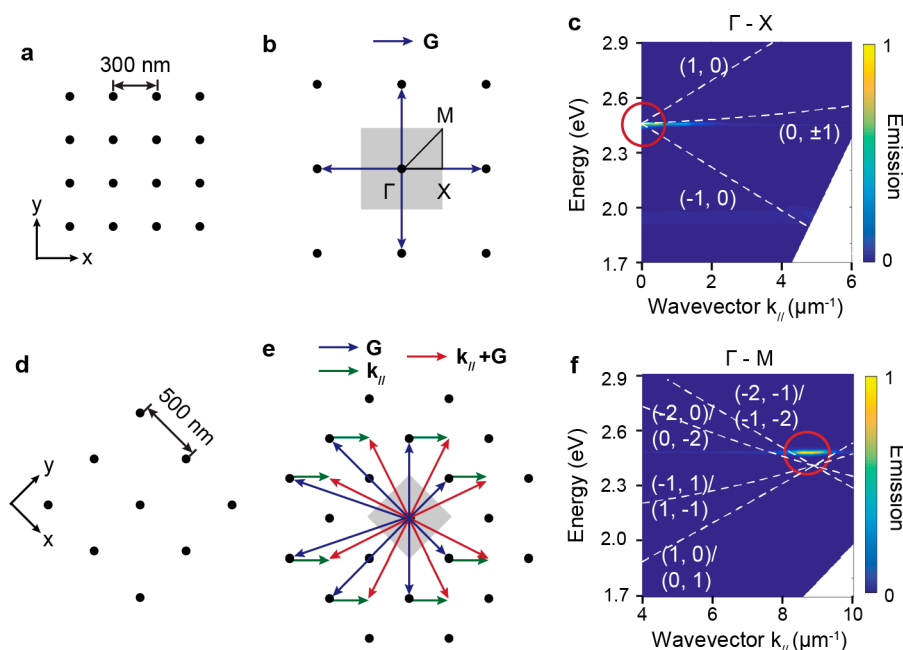 a
300 nm
y
x
b
G
M
Γ
X
c
Γ - X
2.9
2.6
2.3
2.0
1.7
Energy (eV)
(1, 0)
(0, ±1)
(-1, 0)
0
2
4
6
Wavevector k// (µm⁻¹)
1
0
Emission
d
500 nm
y
x
e
G
k//
k//+G
f
Γ - M
2.9
2.6
2.3
2.0
1.7
Energy (eV)
(-2, -1)/
(-1, -2)
(-2, 0)/
(0, -2)
(-1, 1)/
(1, -1)
(1, 0)/
(0, 1)
4
6
8
10
Wavevector k// (µm⁻¹)
1
0
Emission